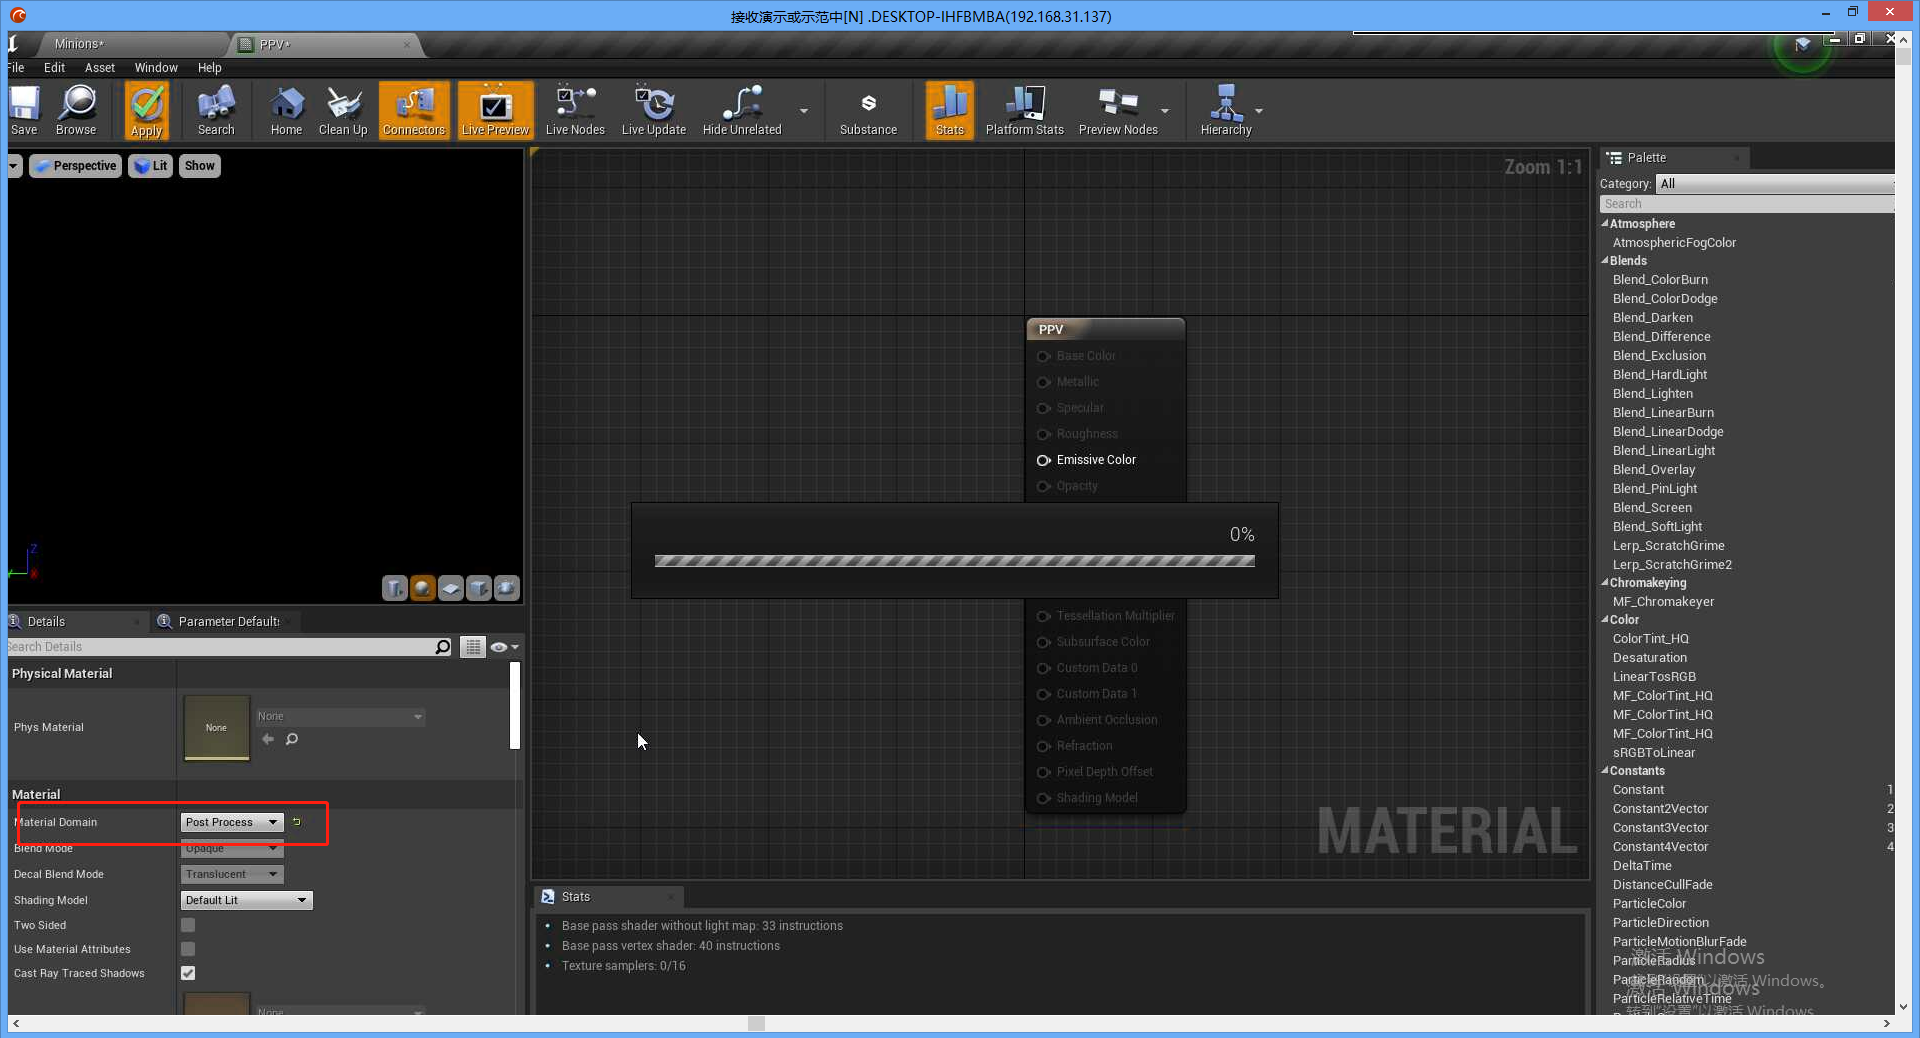 接收演示或示范中[N] .DESKTOP-IHFBMBA(192.168.31.137)
Minions*
PPV*
File Edit Asset Window Help
Save Browse Apply Search Home Clean Up Connectors Live Preview Live Nodes Live Update Hide Unrelated Substance Stats Platform Stats Preview Nodes Hierarchy
Perspective Lit Show
Zoom 1:1
Z
X
PPV
Base Color
Metallic
Specular
Roughness
Emissive Color
Opacity
0%
Tessellation Multiplier
Subsurface Color
Custom Data 0
Custom Data 1
Ambient Occlusion
Refraction
Pixel Depth Offset
Shading Model
MATERIAL
Details
Parameter Default
Search Details
Physical Material
Phys Material
None
None
Material
Material Domain Post Process
Blend Mode Opaque
Decal Blend Mode Translucent
Shading Model Default Lit
Two Sided
Use Material Attributes
Cast Ray Traced Shadows
None
Stats
Base pass shader without light map: 33 instructions
Base pass vertex shader: 40 instructions
Texture samplers: 0/16
Palette
Category: All
Search
Atmosphere
AtmosphericFogColor
Blends
Blend_ColorBurn
Blend_ColorDodge
Blend_Darken
Blend_Difference
Blend_Exclusion
Blend_HardLight
Blend_Lighten
Blend_LinearBurn
Blend_LinearDodge
Blend_LinearLight
Blend_Overlay
Blend_PinLight
Blend_Screen
Blend_SoftLight
Lerp_ScratchGrime
Lerp_ScratchGrime2
Chromakeying
MF_Chromakeyer
Color
ColorTint_HQ
Desaturation
LinearTosRGB
MF_ColorTint_HQ
MF_ColorTint_HQ
MF_ColorTint_HQ
sRGBToLinear
Constants
Constant 1
Constant2Vector 2
Constant3Vector 3
Constant4Vector 4
DeltaTime
DistanceCullFade
ParticleColor
ParticleDirection
ParticleMotionBlurFade
ParticleRadius
ParticleRandom
ParticleRelativeTime
激活 Windows
以激活 Windows。
激活 Windows
转到"设置"以激活 Windows